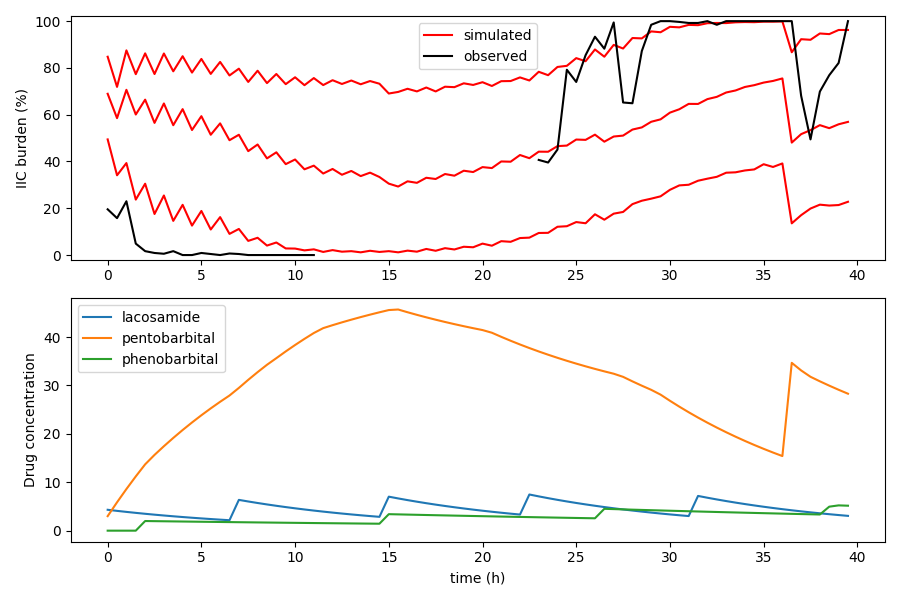 IIC burden (%)
100
80
60
40
20
0
simulated
observed
0 5 10 15 20 25 30 35 40
Drug concentration
40
30
20
10
0
lacosamide
pentobarbital
phenobarbital
0 5 10 15 20 25 30 35 40
time (h)